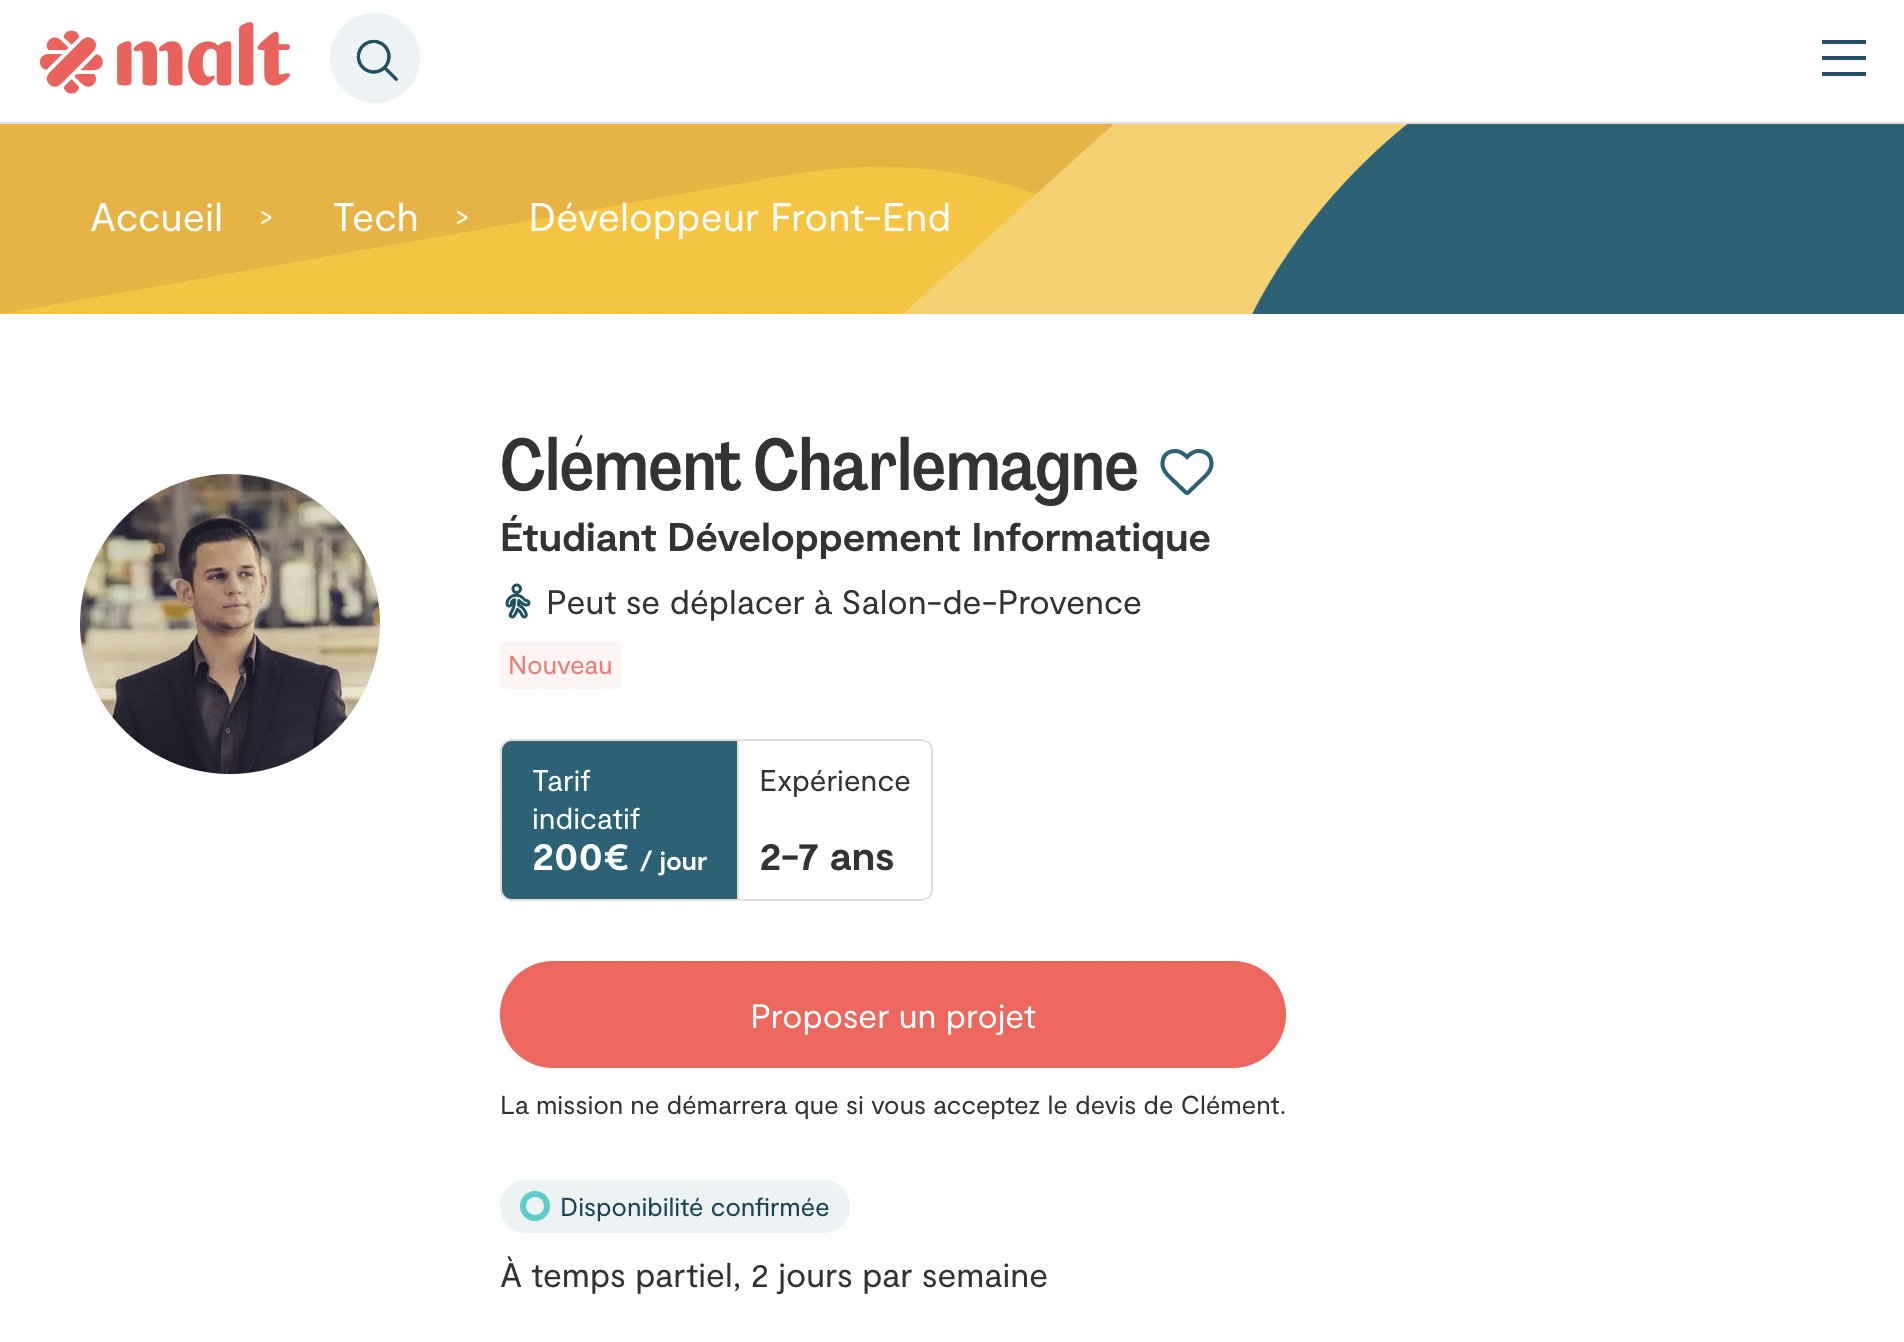 malt
Accueil > Tech > Développeur Front-End
Clément Charlemagne
Étudiant Développement Informatique
Peut se déplacer à Salon-de-Provence
Nouveau
Tarif
indicatif
200€ / jour
Expérience
2-7 ans
Proposer un projet
La mission ne démarrera que si vous acceptez le devis de Clément.
Disponibilité confirmée
À temps partiel, 2 jours par semaine